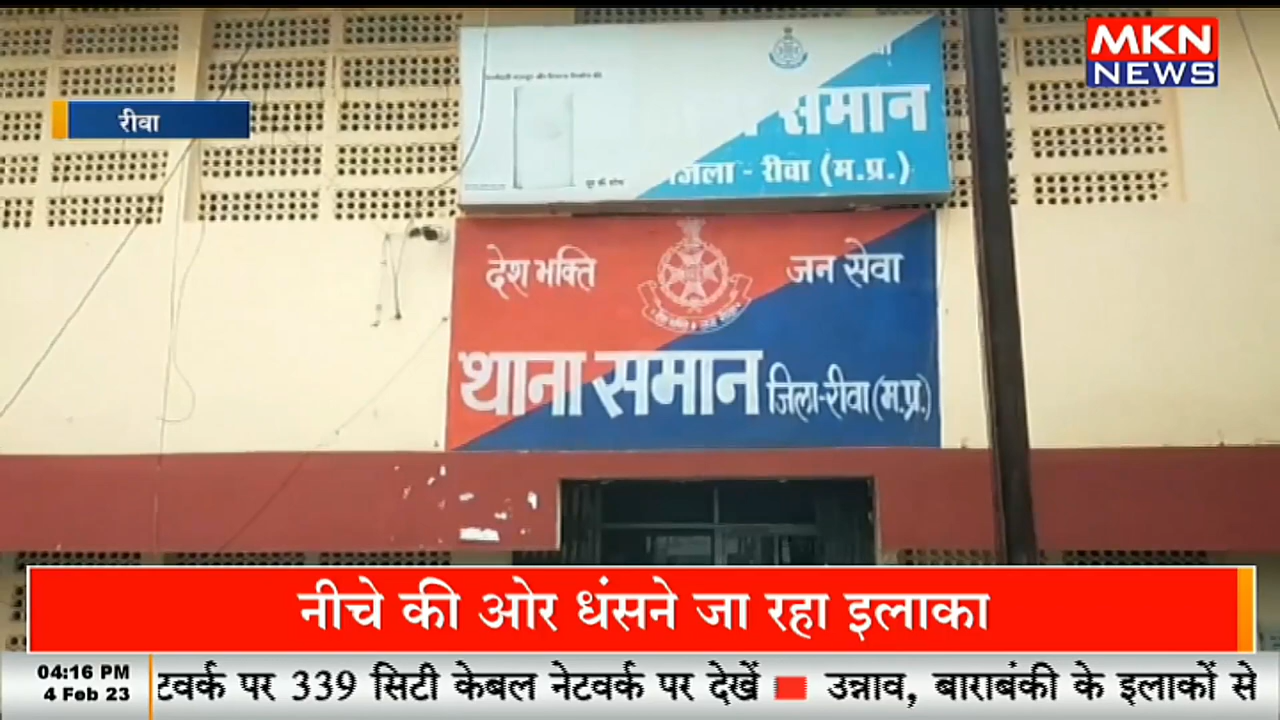 MKN
NEWS
रीवा
समान
जिला - रीवा (म.प्र.)
देश भक्ति
जन सेवा
थाना समान जिला-रीवा (म.प्र.)
नीचे की ओर धंसने जा रहा इलाका
04:16 PM
4 Feb 23
टवर्क पर 339 सिटी केबल नेटवर्क पर देखें
उन्नाव, बाराबंकी के इलाकों से